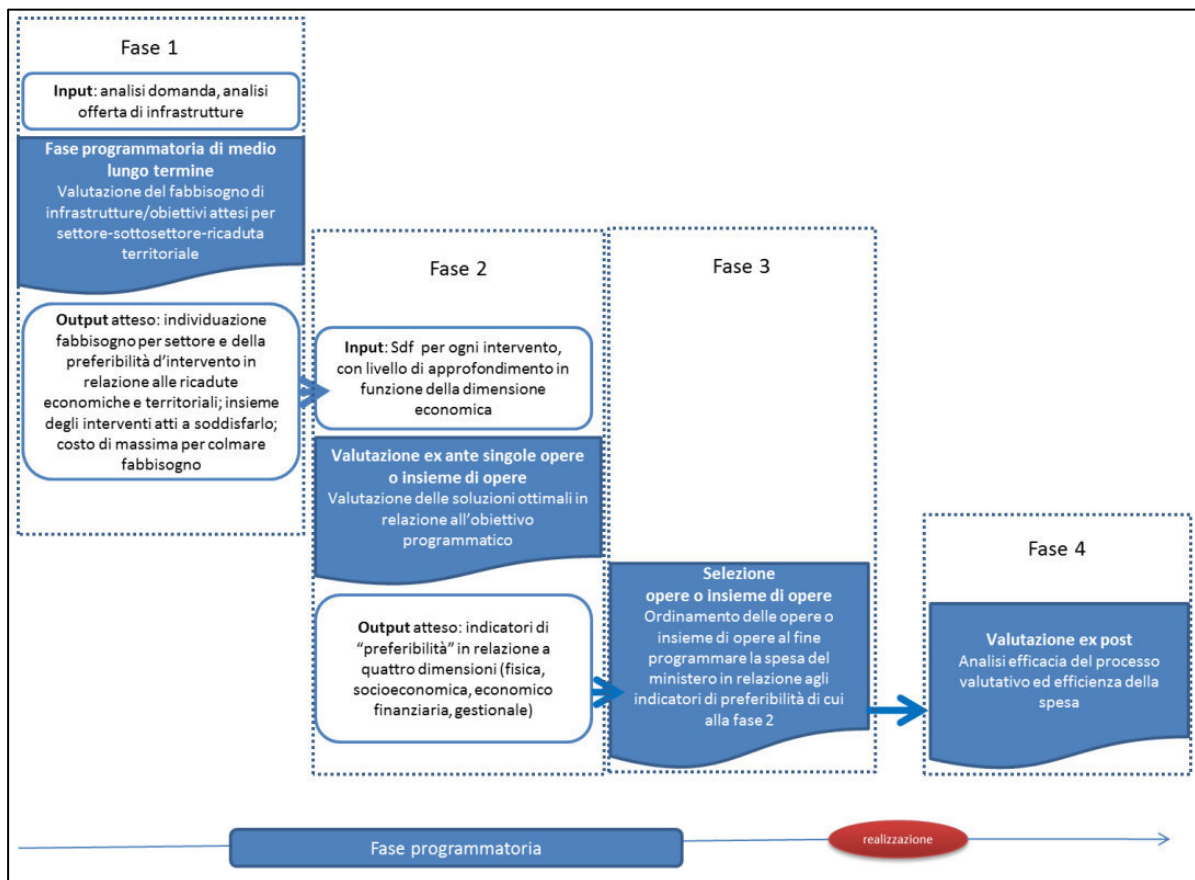 Fase 1
Input: analisi domanda, analisi
offerta di infrastrutture
Fase programmatoria di medio
lungo termine
Valutazione del fabbisogno di
infrastrutture/obiettivi attesi per
settore-sottosettore-ricaduta
territoriale
Output atteso: individuazione
fabbisogno per settore e della
preferibilità d'intervento in
relazione alle ricadute
economiche e territoriali; insieme
degli interventi atti a soddisfarlo;
costo di massima per colmare
fabbisogno
Fase 2
Input: Sdf per ogni intervento,
con livello di approfondimento in
funzione della dimensione
economica
Valutazione ex ante singole opere
o insieme di opere
Valutazione delle soluzioni ottimali in
relazione all'obiettivo
programmatico
Output atteso: indicatori di
"preferibilità" in relazione a
quattro dimensioni (fisica,
socioeconomica, economico
finanziaria, gestionale)
Fase 3
Selezione
opere o insieme di opere
Ordinamento delle opere o
insieme di opere al fine
programmare la spesa del
ministero in relazione agli
indicatori di preferibilità di cui
alla fase 2
Fase 4
Valutazione ex post
Analisi efficacia del processo
valutativo ed efficienza della
spesa
Fase programmatoria
realizzazione